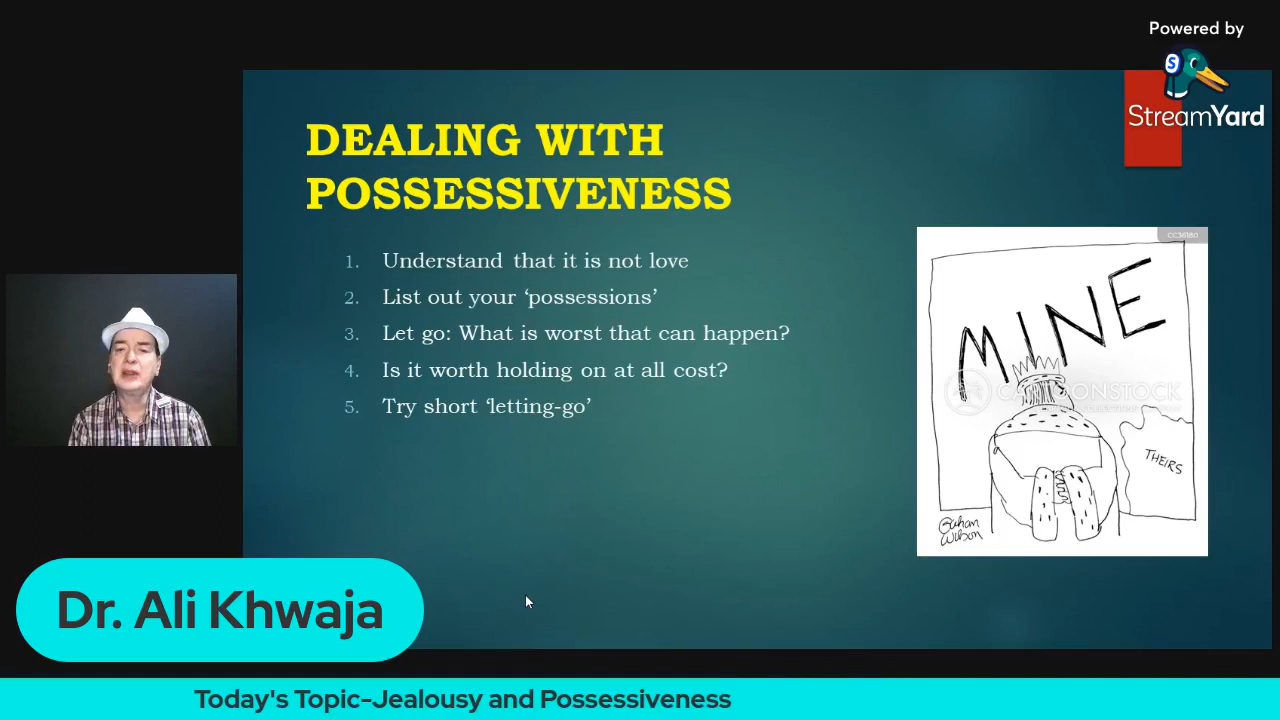 Powered by
S
StreamYard
DEALING WITH
POSSESSIVENESS
1. Understand that it is not love
2. List out your ‘possessions’
3. Let go: What is worst that can happen?
4. Is it worth holding on at all cost?
5. Try short ‘letting-go’
CC36180
MINE
CARTOONSTOCK
THEIRS
Gahan
Wilson
Dr. Ali Khwaja
Today's Topic-Jealousy and Possessiveness